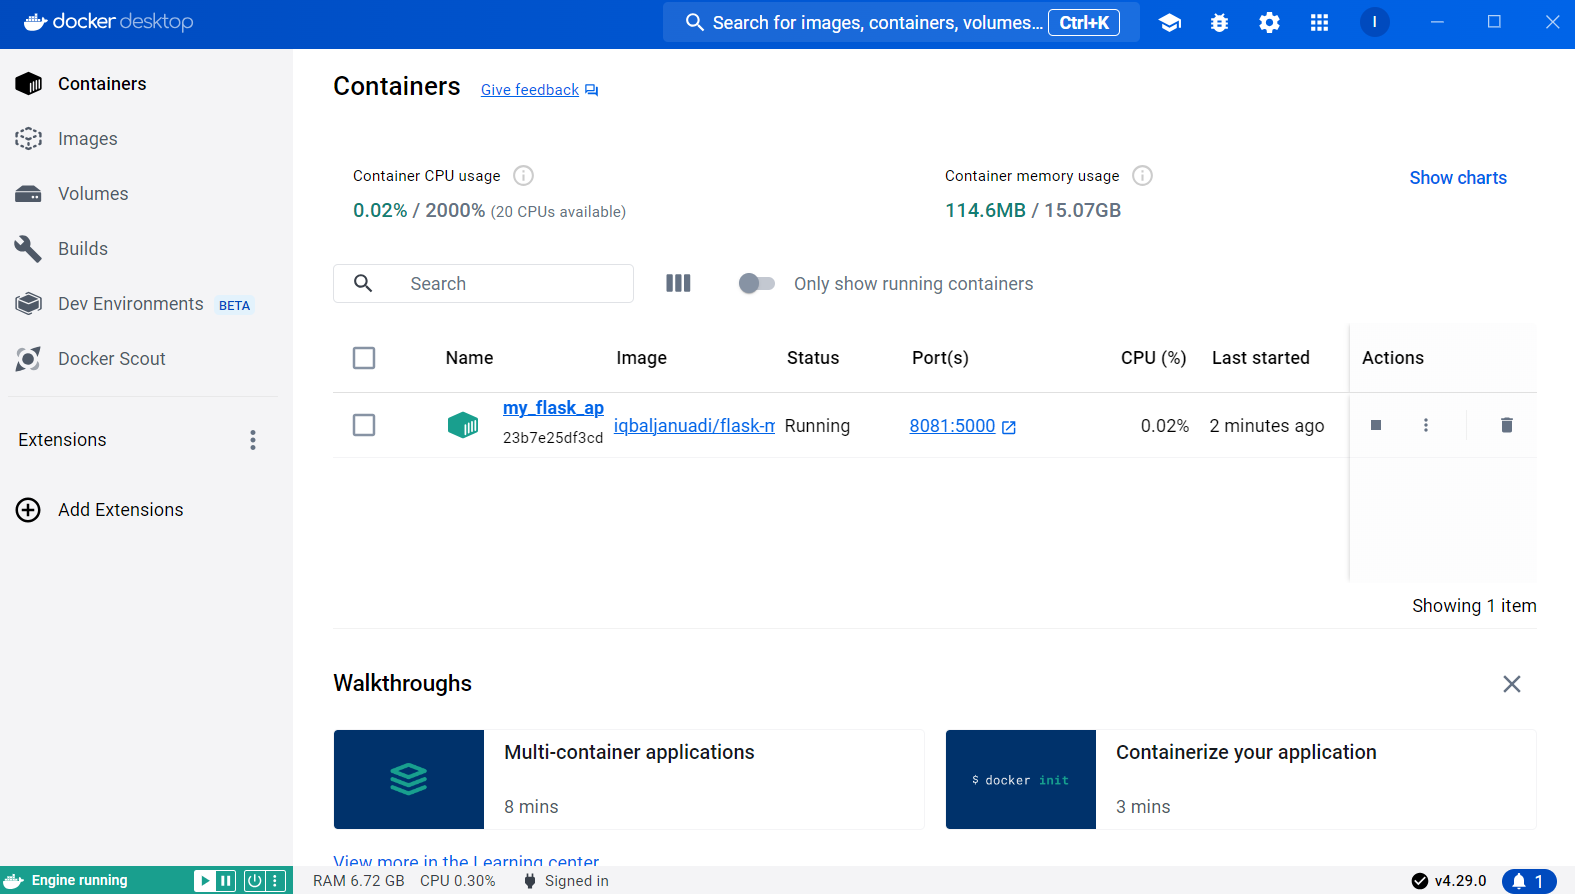 docker desktop
Search for images, containers, volumes... Ctrl+K
I
Containers
Images
Volumes
Builds
Dev Environments BETA
Docker Scout
Extensions
Add Extensions
Containers Give feedback
Container CPU usage
0.02% / 2000% (20 CPUs available)
Container memory usage
114.6MB / 15.07GB
Show charts
Search
Only show running containers
Name Image Status Port(s) CPU (%) Last started Actions
my_flask_ap
23b7e25df3cd
iqbaljanuadi/flask-m Running 8081:5000 0.02% 2 minutes ago
Showing 1 item
Walkthroughs
Multi-container applications
8 mins
$ docker init
Containerize your application
3 mins
View more in the Learning center
Engine running
RAM 6.72 GB CPU 0.30% Signed in
v4.29.0
1